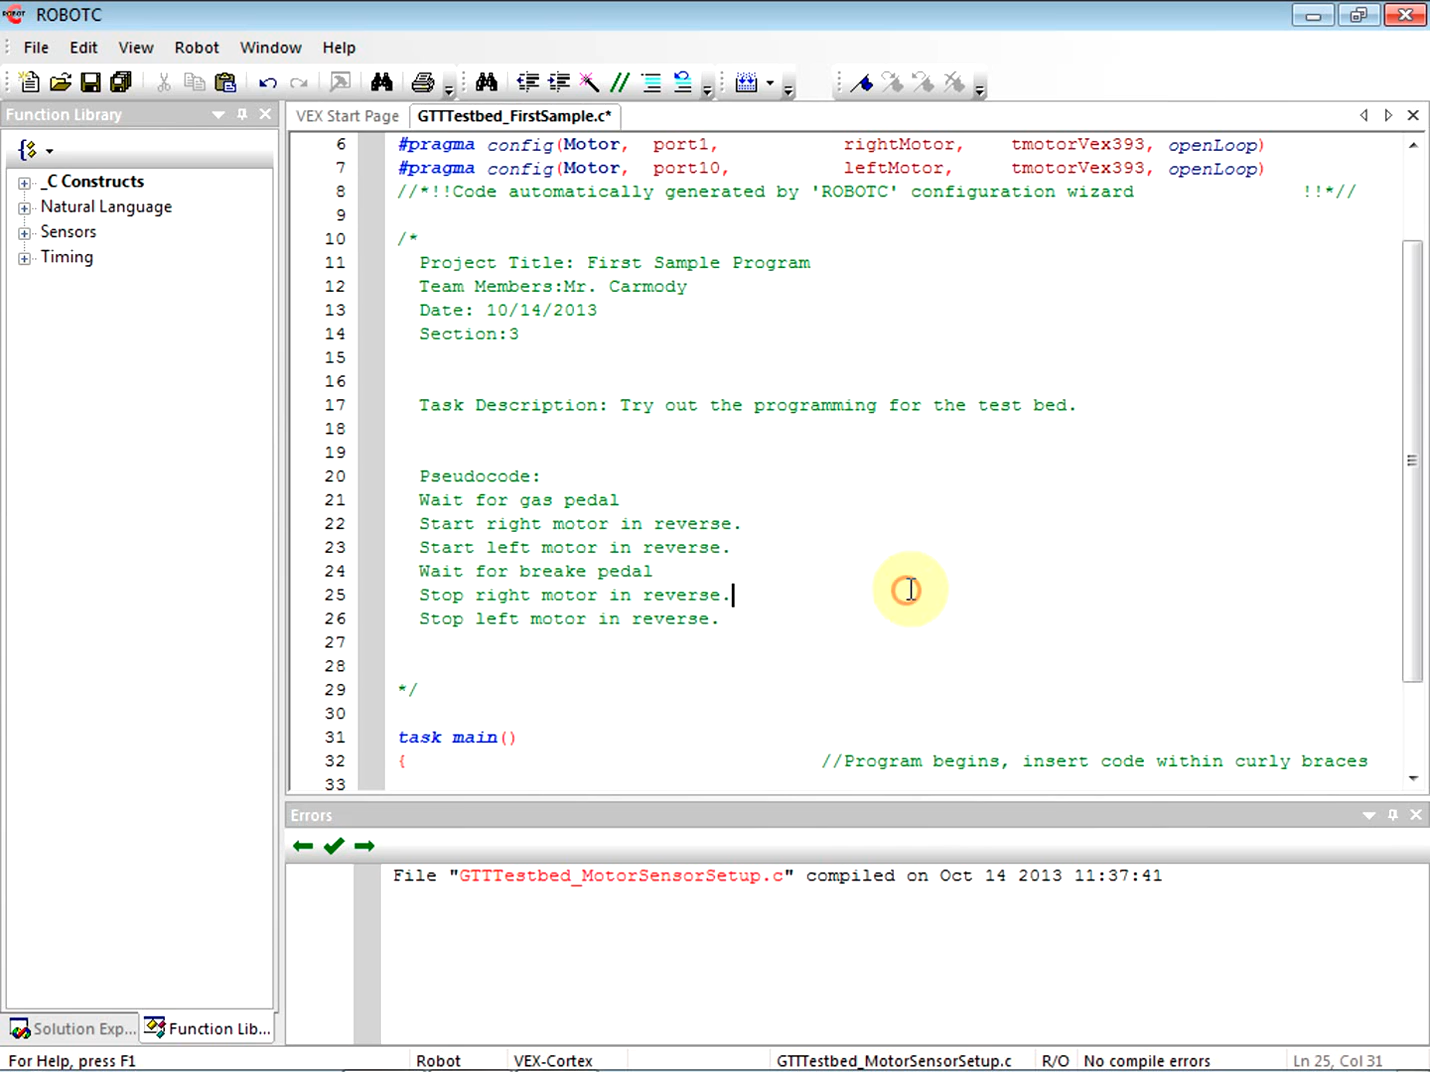 ROBOTC
File Edit View Robot Window Help
Function Library
VEX Start Page GTTTestbed_FirstSample.c*
_C Constructs
Natural Language
Sensors
Timing
6 #pragma config(Motor, port1, rightMotor, tmotorVex393, openLoop)
7 #pragma config(Motor, port10, leftMotor, tmotorVex393, openLoop)
8 //*!!Code automatically generated by 'ROBOTC' configuration wizard !!*//
9
10 /*
11 Project Title: First Sample Program
12 Team Members:Mr. Carmody
13 Date: 10/14/2013
14 Section:3
15
16
17 Task Description: Try out the programming for the test bed.
18
19
20 Pseudocode:
21 Wait for gas pedal
22 Start right motor in reverse.
23 Start left motor in reverse.
24 Wait for breake pedal
25 Stop right motor in reverse.
26 Stop left motor in reverse.
27
28
29 */
30
31 task main()
32 { //Program begins, insert code within curly braces
33
Errors
File "GTTTestbed_MotorSensorSetup.c" compiled on Oct 14 2013 11:37:41
Solution Exp... Function Lib...
For Help, press F1 Robot VEX-Cortex GTTTestbed_MotorSensorSetup.c R/O No compile errors Ln 25, Col 31